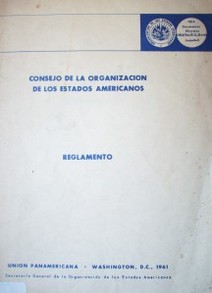 CONSEJO DE LA ORGANIZACION
DE LOS ESTADOS AMERICANOS
REGLAMENTO
UNION PANAMERICANA - WASHINGTON, D.C., 1961
Secretaría General de la Organización de los Estados Americanos